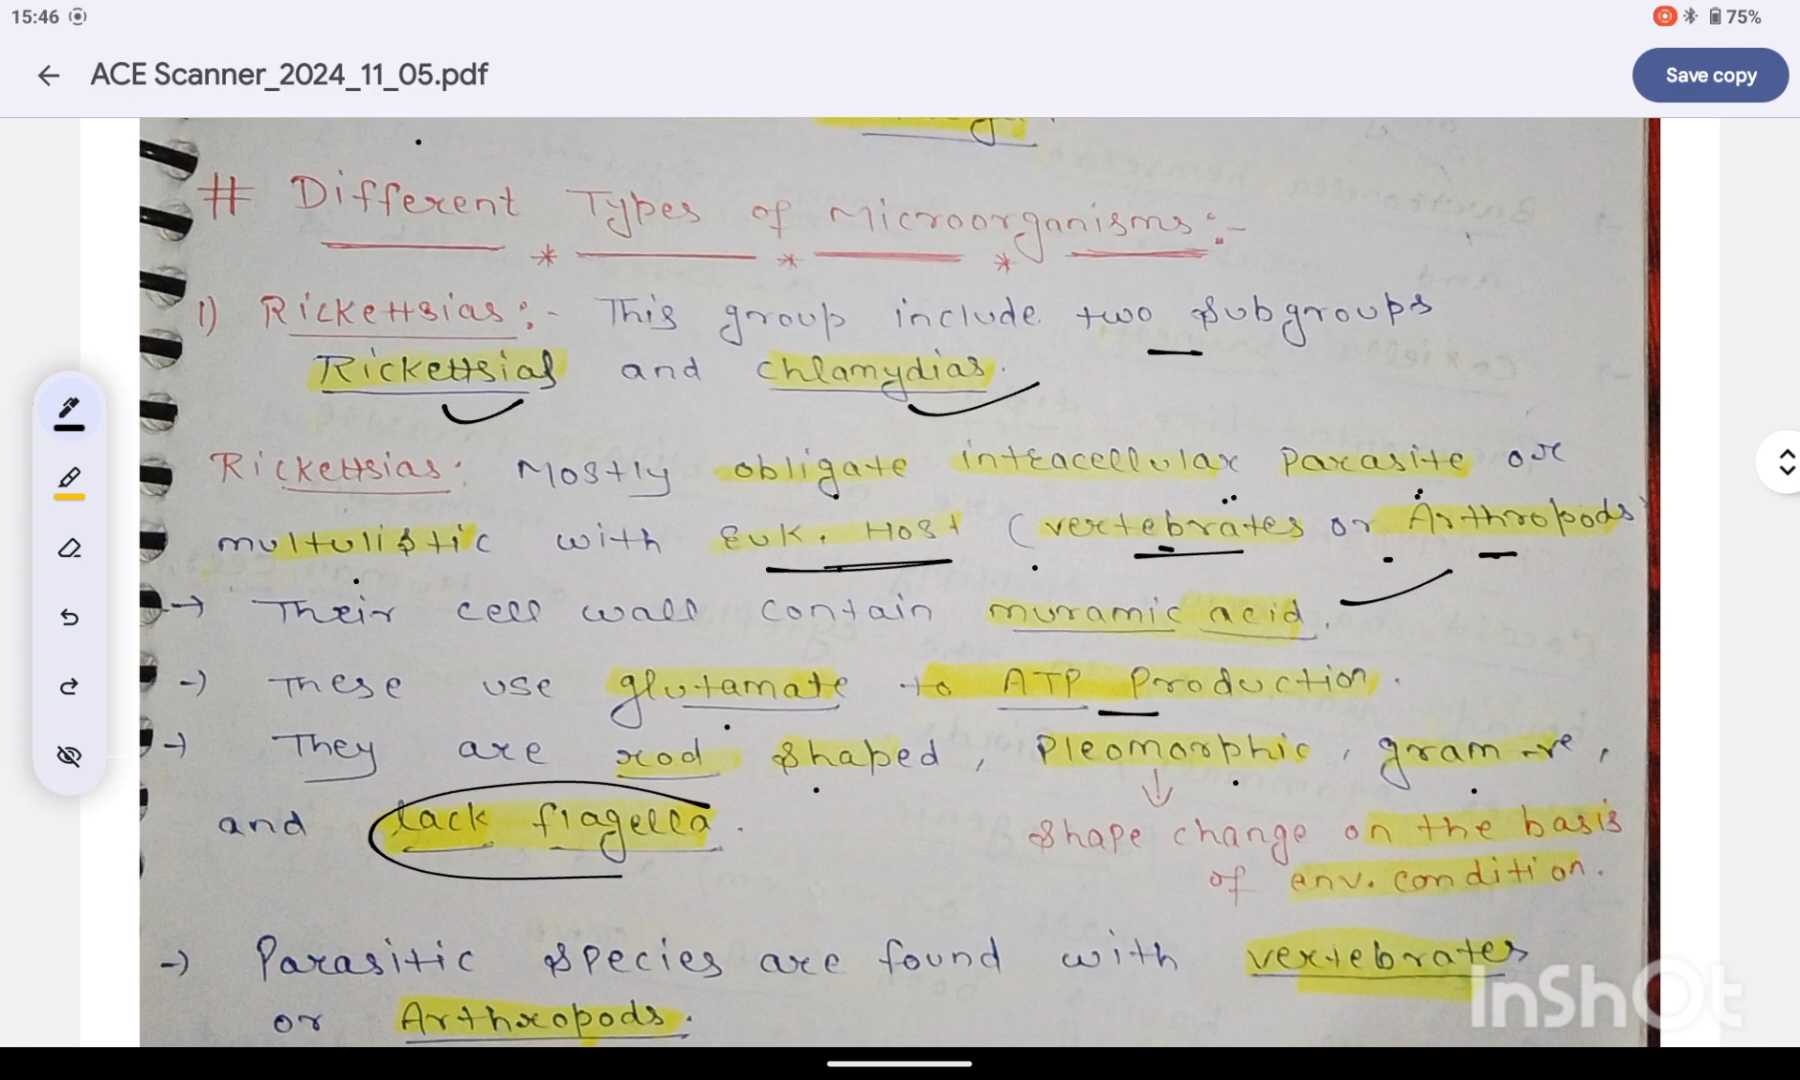 15:46
75%
ACE Scanner_2024_11_05.pdf
Save copy
# Different Types of Microorganisms:-
1) Rickettsias:- This group include two subgroups
Rickettsial and chlamydias.
Rickettsias: Mostly obligate intracellular Parasite or
multulistic with Euk. Host (vertebrates or Arthropods)
→ Their cell wall contain muramic acid.
→ These use glutamate to ATP Production.
→ They are rod shaped, Pleomorphic, gram -ve,
and lack flagella.
↓
shape change on the basis
of env. condition.
→ Parasitic species are found with vertebrates
or Arthropods.
InShOt